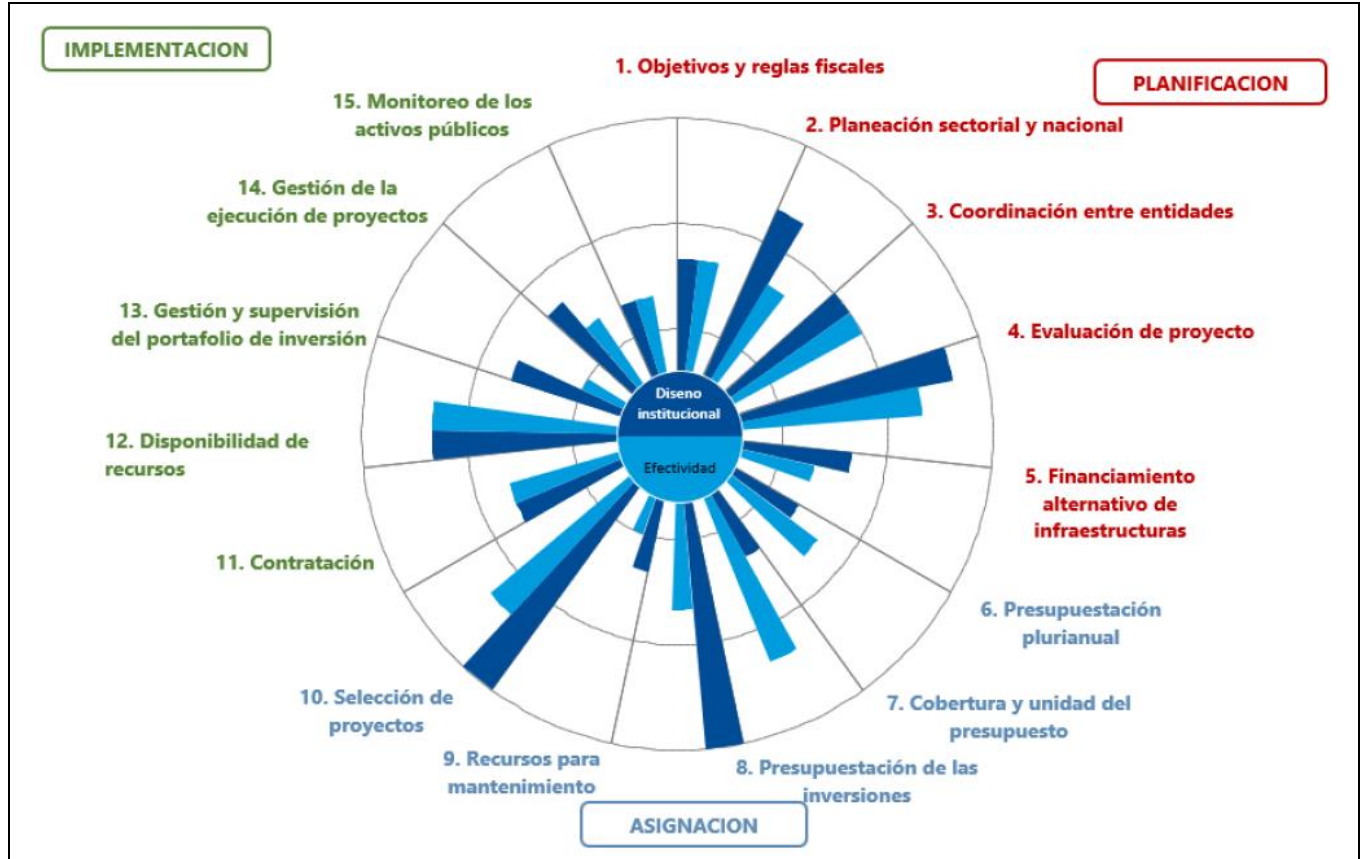 IMPLEMENTACION
PLANIFICACION
1. Objetivos y reglas fiscales
2. Planeación sectorial y nacional
3. Coordinación entre entidades
4. Evaluación de proyecto
5. Financiamiento
alternativo de
infraestructuras
6. Presupuestación
plurianual
7. Cobertura y unidad del
presupuesto
8. Presupuestación de las
inversiones
9. Recursos para
mantenimiento
10. Selección de
proyectos
11. Contratación
12. Disponibilidad de
recursos
13. Gestión y supervisión
del portafolio de inversión
14. Gestión de la
ejecución de proyectos
15. Monitoreo de los
activos públicos
Diseno
institucional
Efectividad
ASIGNACION